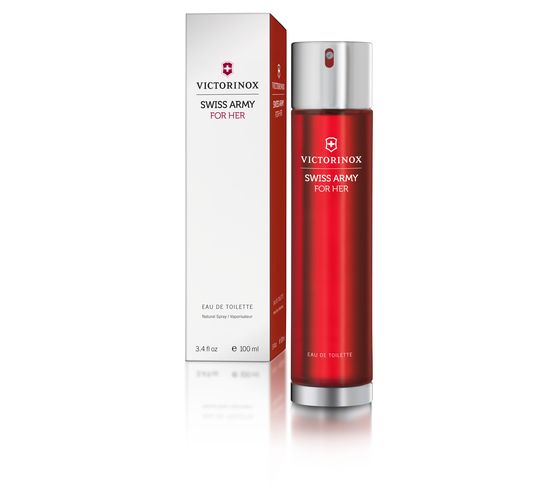 VICTORINOX
SWISS ARMY
FOR HER
EAU DE TOILETTE
Natural Spray / Vaporisateur
3.4 fl oz ℮ 100 ml
VICTORINOX
SWISS ARMY
FOR HER
EAU DE TOILETTE